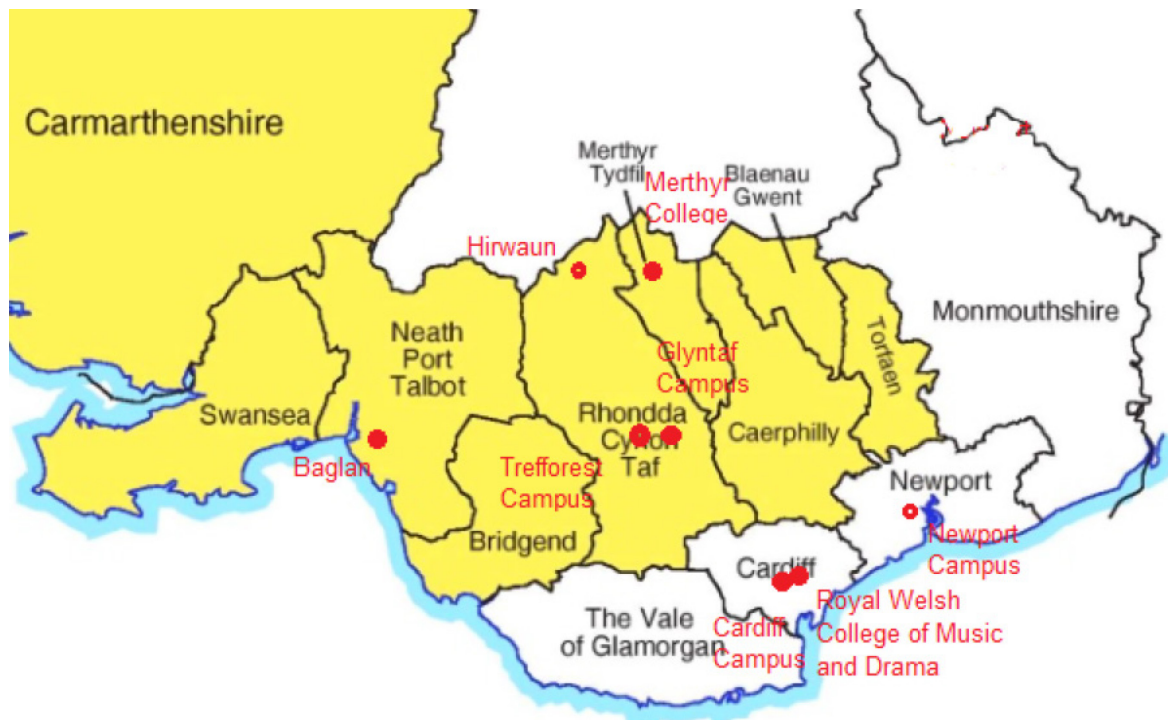 Carmarthenshire
Merthyr
Tydfil
Merthyr
College
Blaenau
Gwent
Hirwaun
Monmouthshire
Neath
Port
Talbot
Torfaen
Glyntaf
Campus
Swansea
Rhondda
Cynon
Taf
Caerphilly
Baglan
Trefforest
Campus
Newport
Bridgend
Newport
Campus
Cardiff
The Vale
of Glamorgan
Cardiff
Campus
Royal Welsh
College of Music
and Drama